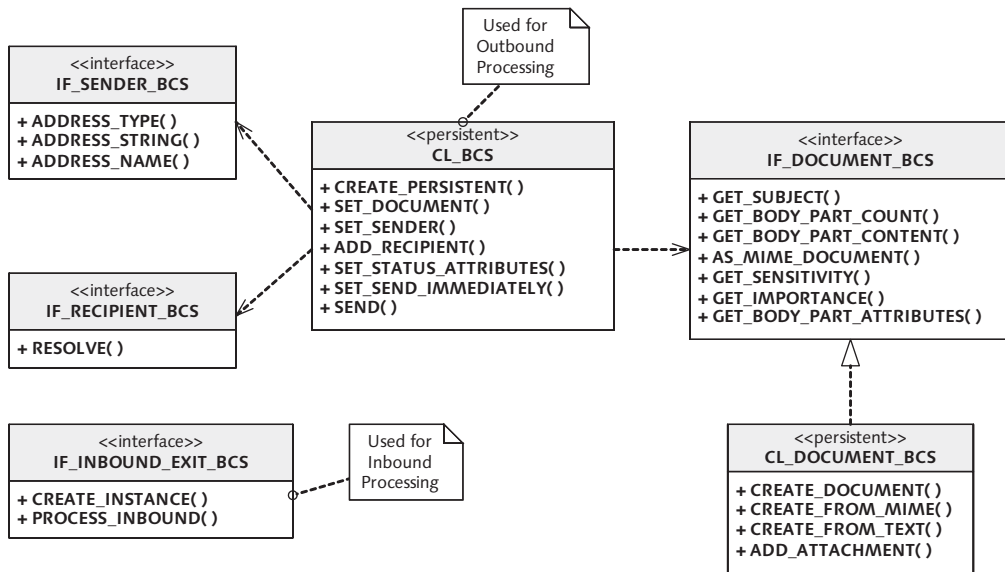 Used for
Outbound
Processing
<<interface>>
IF_SENDER_BCS
+ ADDRESS_TYPE( )
+ ADDRESS_STRING( )
+ ADDRESS_NAME( )
<<persistent>>
CL_BCS
+ CREATE_PERSISTENT( )
+ SET_DOCUMENT( )
+ SET_SENDER( )
+ ADD_RECIPIENT( )
+ SET_STATUS_ATTRIBUTES( )
+ SET_SEND_IMMEDIATELY( )
+ SEND( )
<<interface>>
IF_DOCUMENT_BCS
+ GET_SUBJECT( )
+ GET_BODY_PART_COUNT( )
+ GET_BODY_PART_CONTENT( )
+ AS_MIME_DOCUMENT( )
+ GET_SENSITIVITY( )
+ GET_IMPORTANCE( )
+ GET_BODY_PART_ATTRIBUTES( )
<<interface>>
IF_RECIPIENT_BCS
+ RESOLVE( )
<<interface>>
IF_INBOUND_EXIT_BCS
+ CREATE_INSTANCE( )
+ PROCESS_INBOUND( )
Used for
Inbound
Processing
<<persistent>>
CL_DOCUMENT_BCS
+ CREATE_DOCUMENT( )
+ CREATE_FROM_MIME( )
+ CREATE_FROM_TEXT( )
+ ADD_ATTACHMENT( )